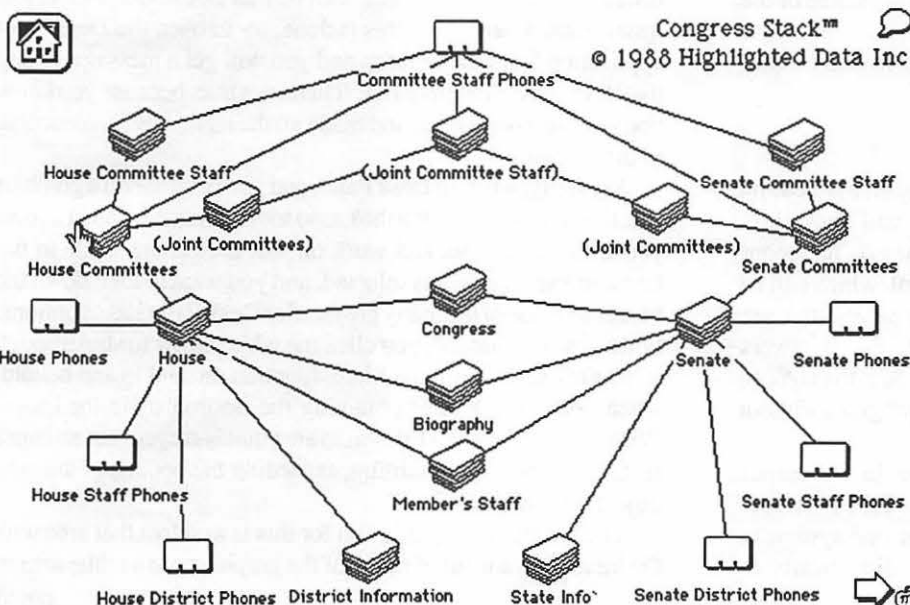 Congress Stack™
© 1988 Highlighted Data Inc
Committee Staff Phones
House Committee Staff
(Joint Committee Staff)
Senate Committee Staff
(Joint Committees)
(Joint Committees)
House Committees
Senate Committees
Congress
House Phones
House
Senate
Senate Phones
Biography
House Staff Phones
Member's Staff
Senate Staff Phones
House District Phones
District Information
State Info
Senate District Phones